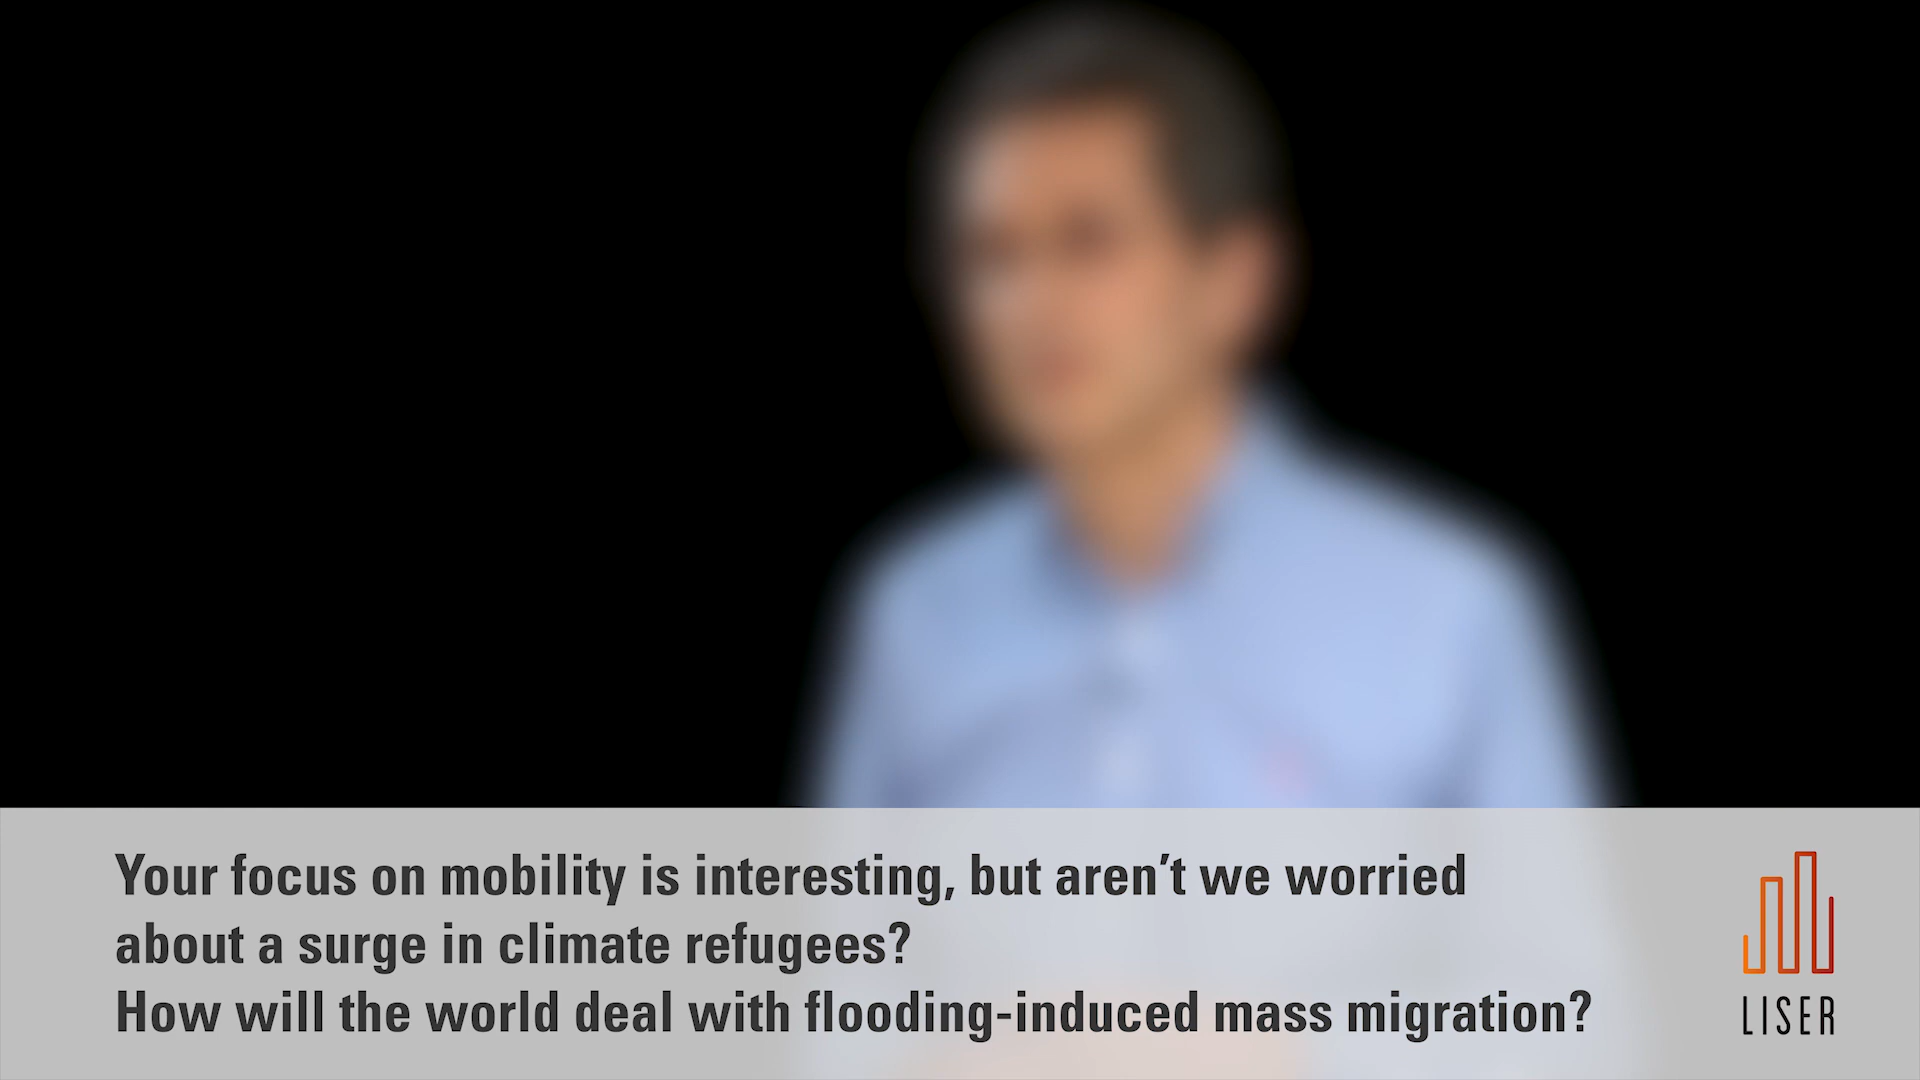 Your focus on mobility is interesting, but aren’t we worried
about a surge in climate refugees?
How will the world deal with flooding-induced mass migration?
LISER